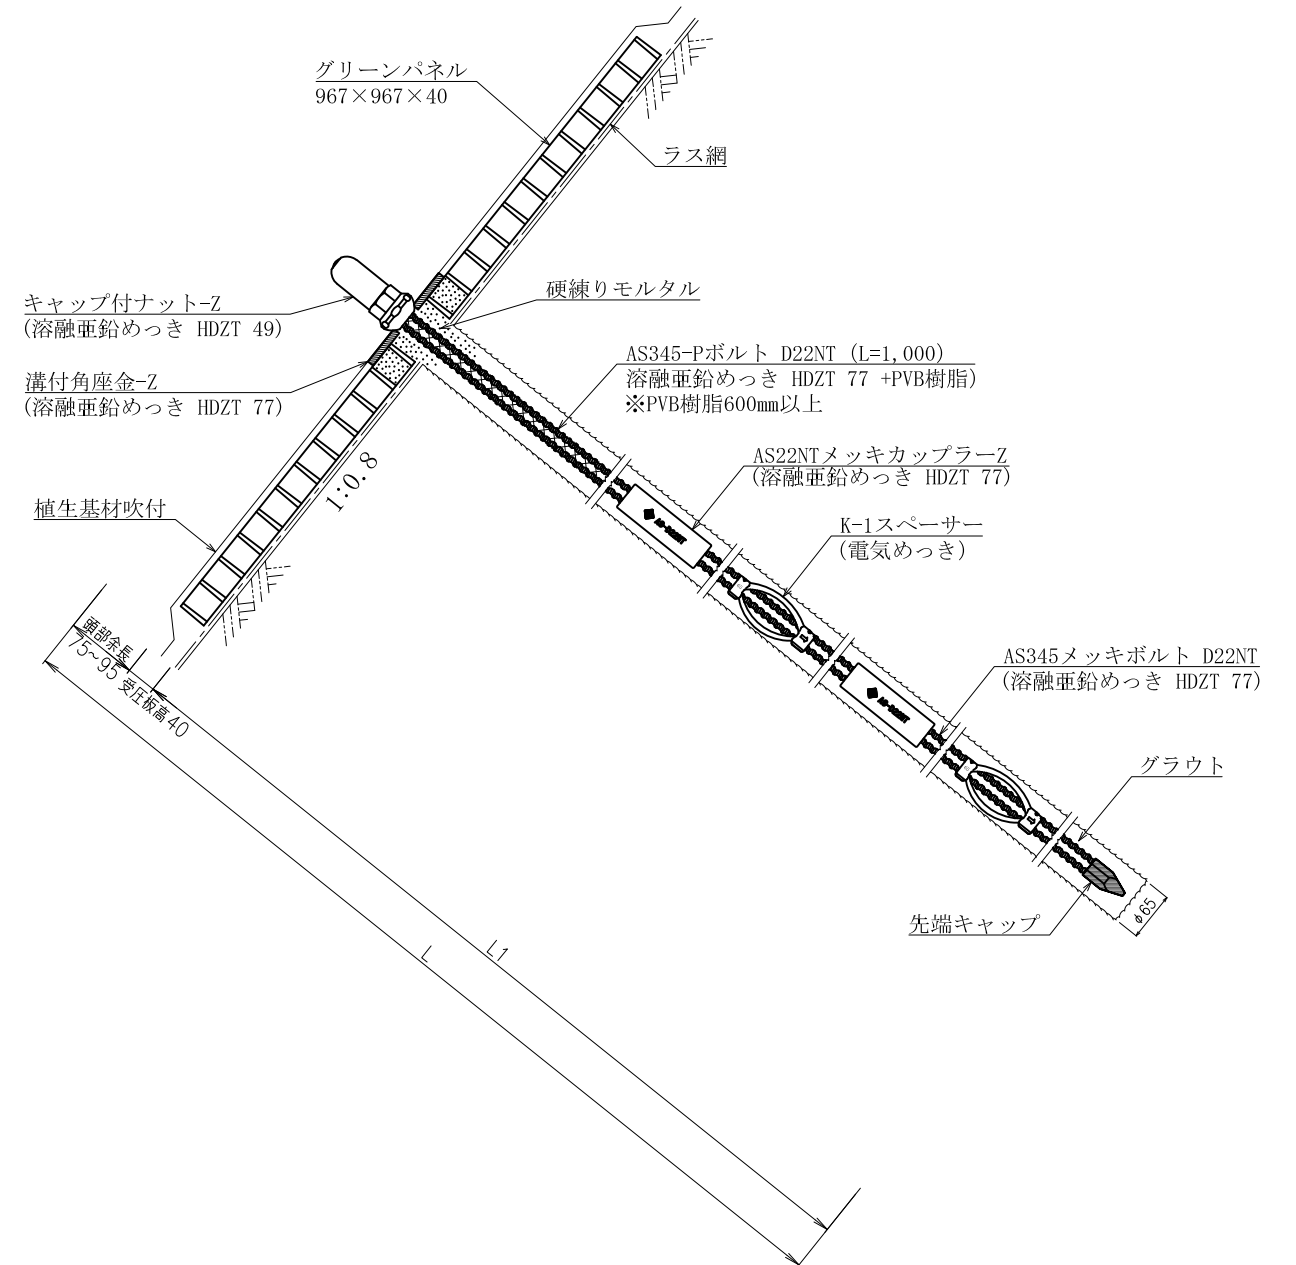 グリーンパネル
967×967×40
ラス網
硬練りモルタル
キャップ付ナット-Z
(溶融亜鉛めっき HDZT 49)
溝付角座金-Z
(溶融亜鉛めっき HDZT 77)
AS345-Pボルト D22NT (L=1,000)
溶融亜鉛めっき HDZT 77 +PVB樹脂)
※PVB樹脂600mm以上
1:0.8
AS22NTメッキカップラーZ
(溶融亜鉛めっき HDZT 77)
植生基材吹付
K-1スペーサー
(電気めっき)
頭部余長
75~95
受圧板高40
AS345メッキボルト D22NT
(溶融亜鉛めっき HDZT 77)
グラウト
先端キャップ
φ65
L1
L